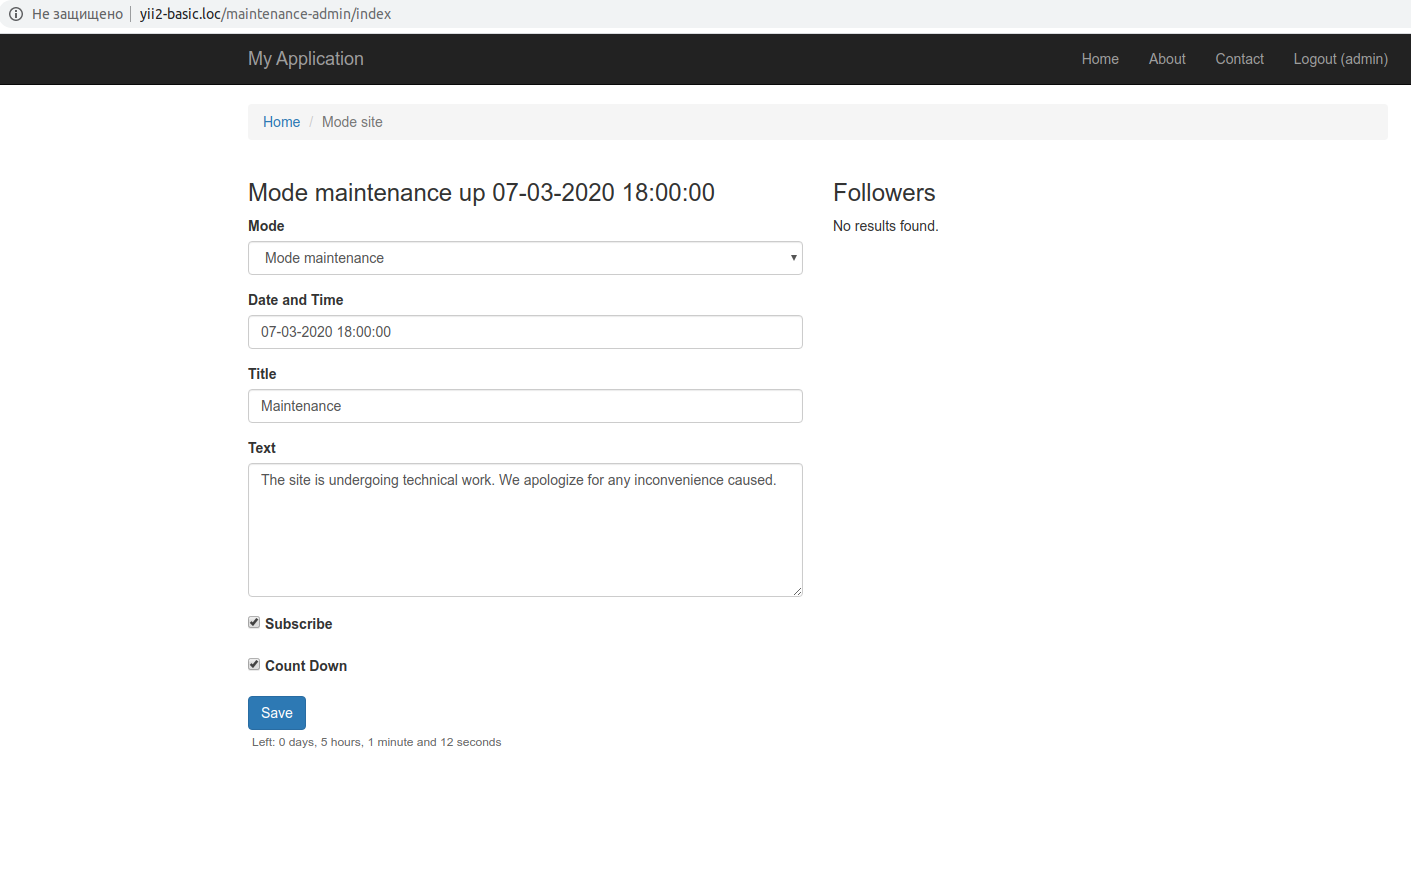 Не защищено yii2-basic.loc/maintenance-admin/index
My Application Home About Contact Logout (admin)
Home / Mode site
Mode maintenance up 07-03-2020 18:00:00
Mode
Mode maintenance
Date and Time
07-03-2020 18:00:00
Title
Maintenance
Text
The site is undergoing technical work. We apologize for any inconvenience caused.
Subscribe
Count Down
Save
Left: 0 days, 5 hours, 1 minute and 12 seconds
Followers
No results found.